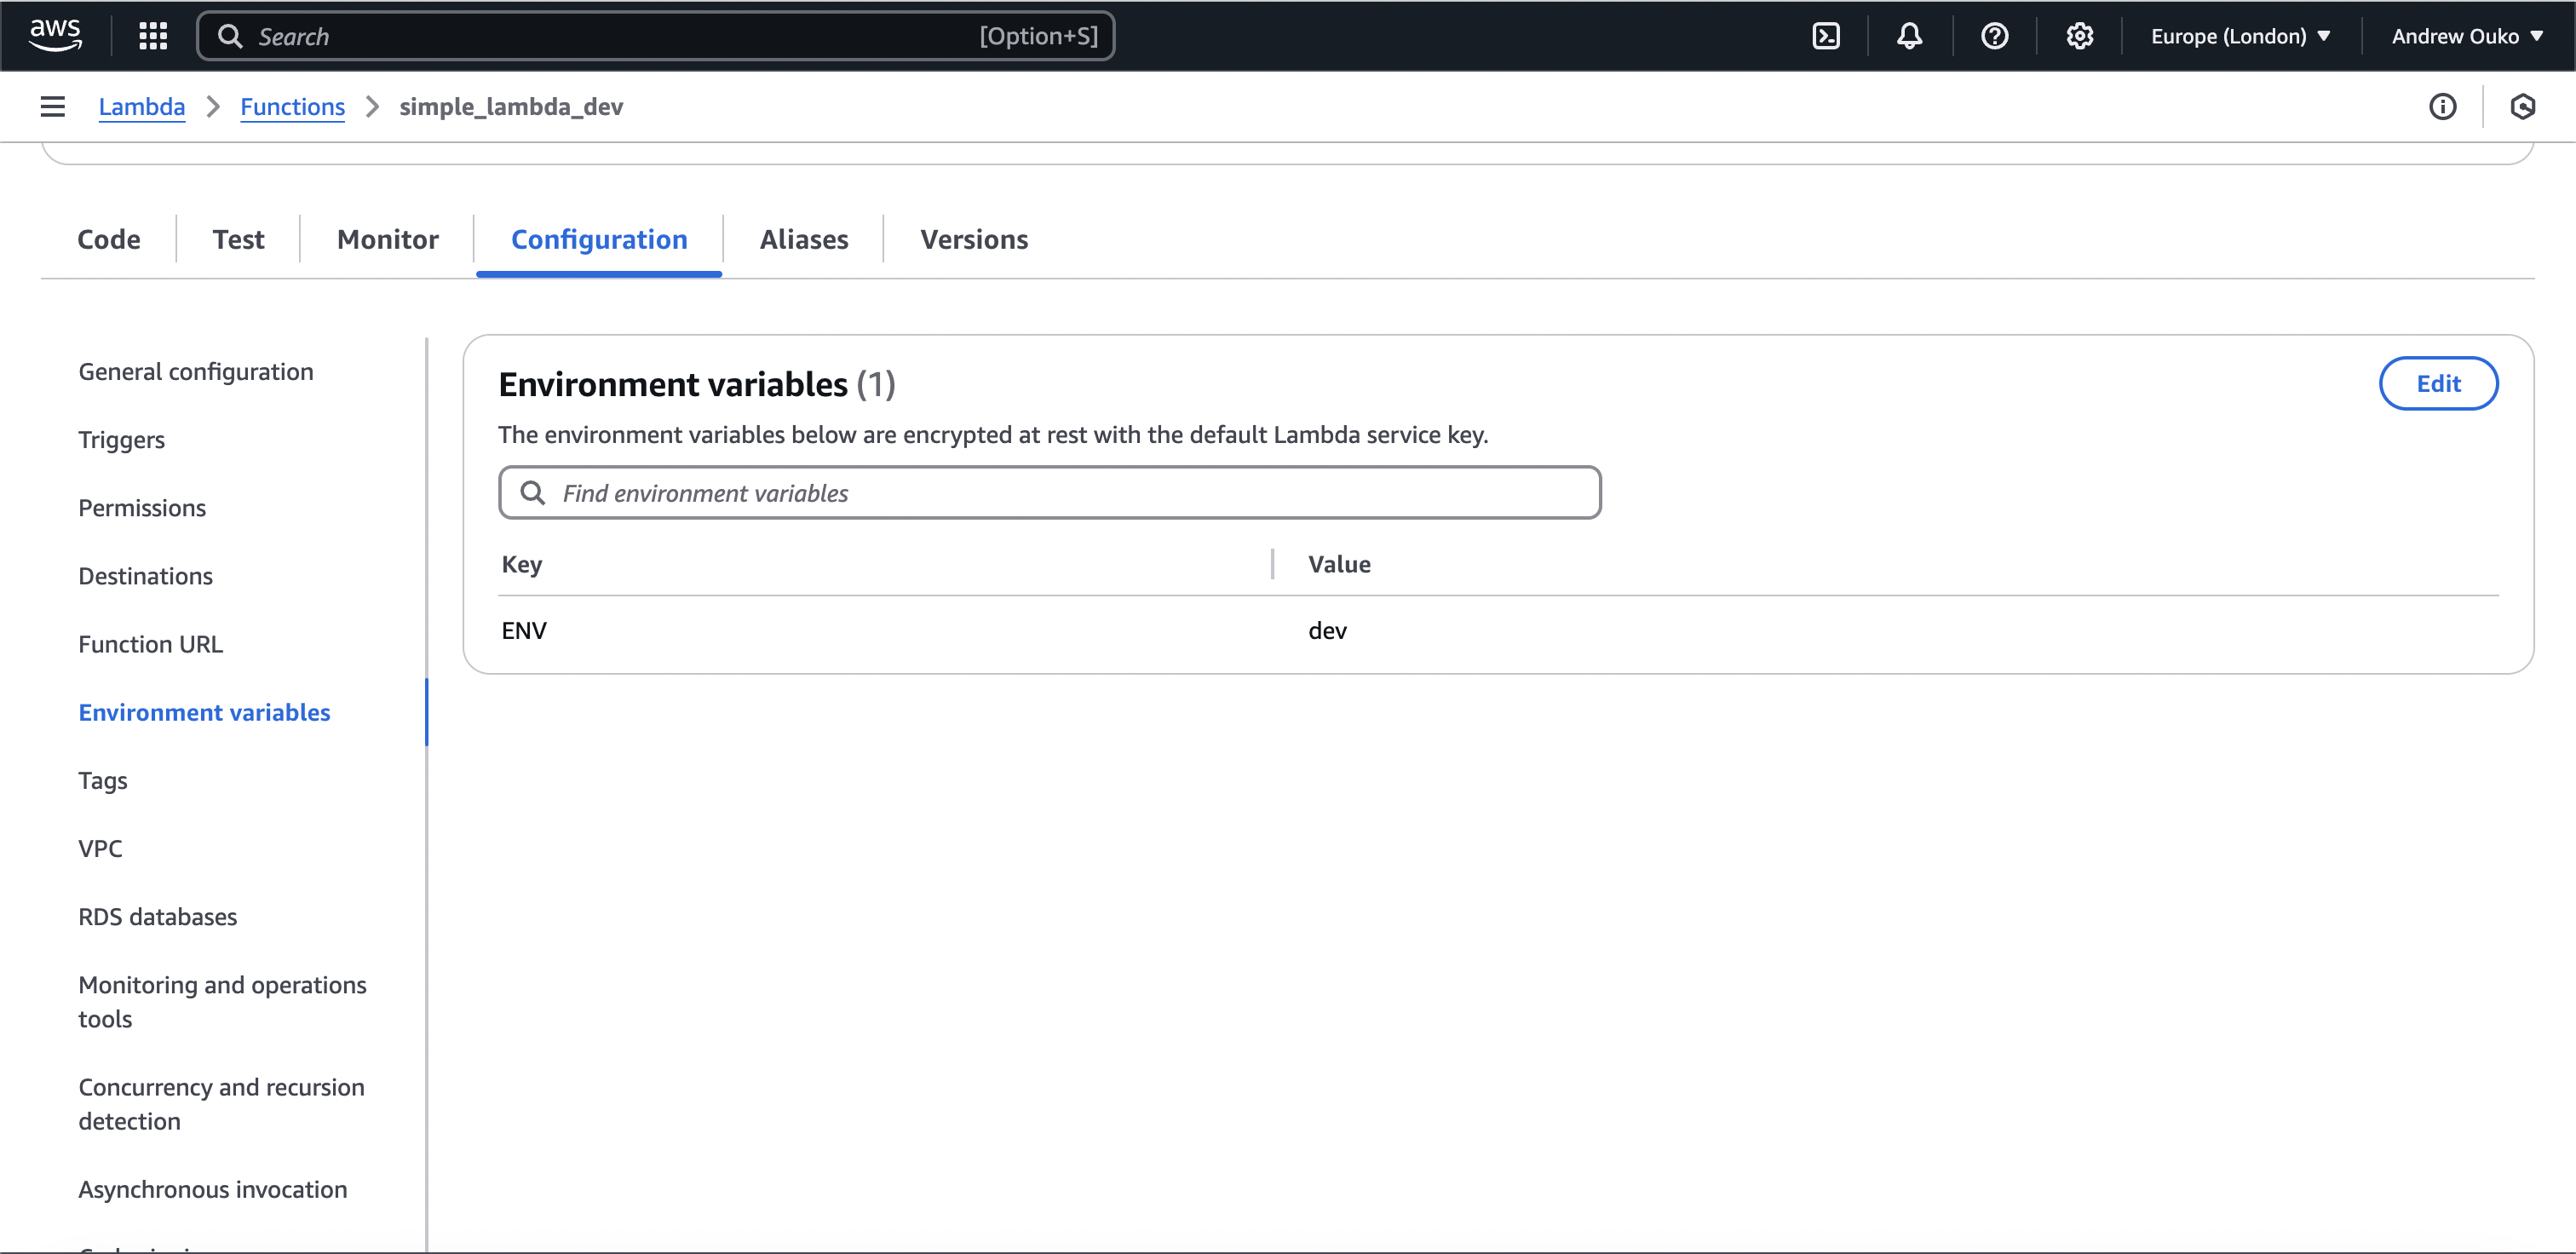 aws
Search [Option+S] Europe (London) Andrew Ouko
Lambda Functions simple_lambda_dev
Code Test Monitor Configuration Aliases Versions
General configuration
Triggers
Permissions
Destinations
Function URL
Environment variables
Tags
VPC
RDS databases
Monitoring and operations
tools
Concurrency and recursion
detection
Asynchronous invocation
Environment variables (1)
Edit
The environment variables below are encrypted at rest with the default Lambda service key.
Find environment variables
Key Value
ENV dev